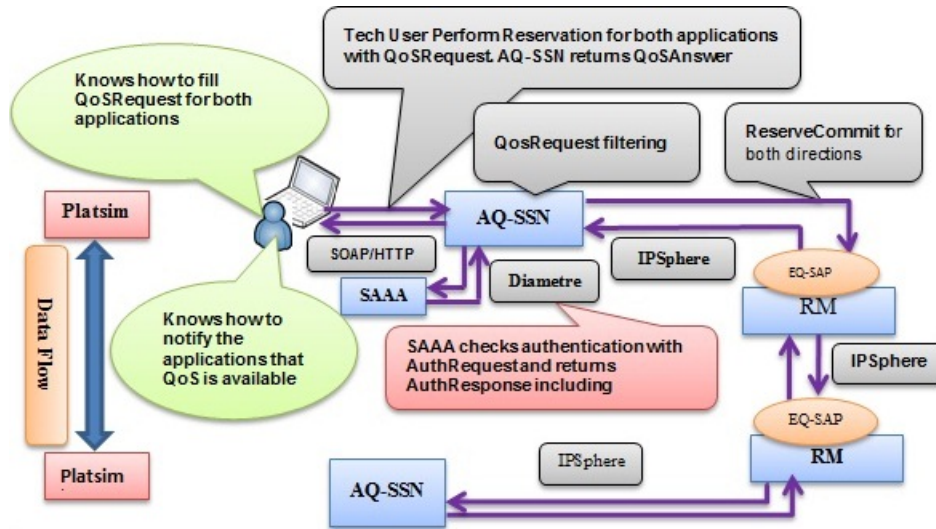 Tech User Perform Reservation for both applications
with QoSRequest. AQ-SSN returns QoSAnswer
Knows how to fill
QoSRequest for both
applications
QosRequest filtering
ReserveCommit for
both directions
Platsim
AQ-SSN
SOAP/HTTP
IPSphere
EQ-SAP
RM
SAAA
Diametre
Data Flow
Knows how to
notify the
applications that
QoS is available
SAAA checks authentication with
AuthRequest and returns
AuthResponse including
IPSphere
EQ-SAP
RM
IPSphere
Platsim
AQ-SSN